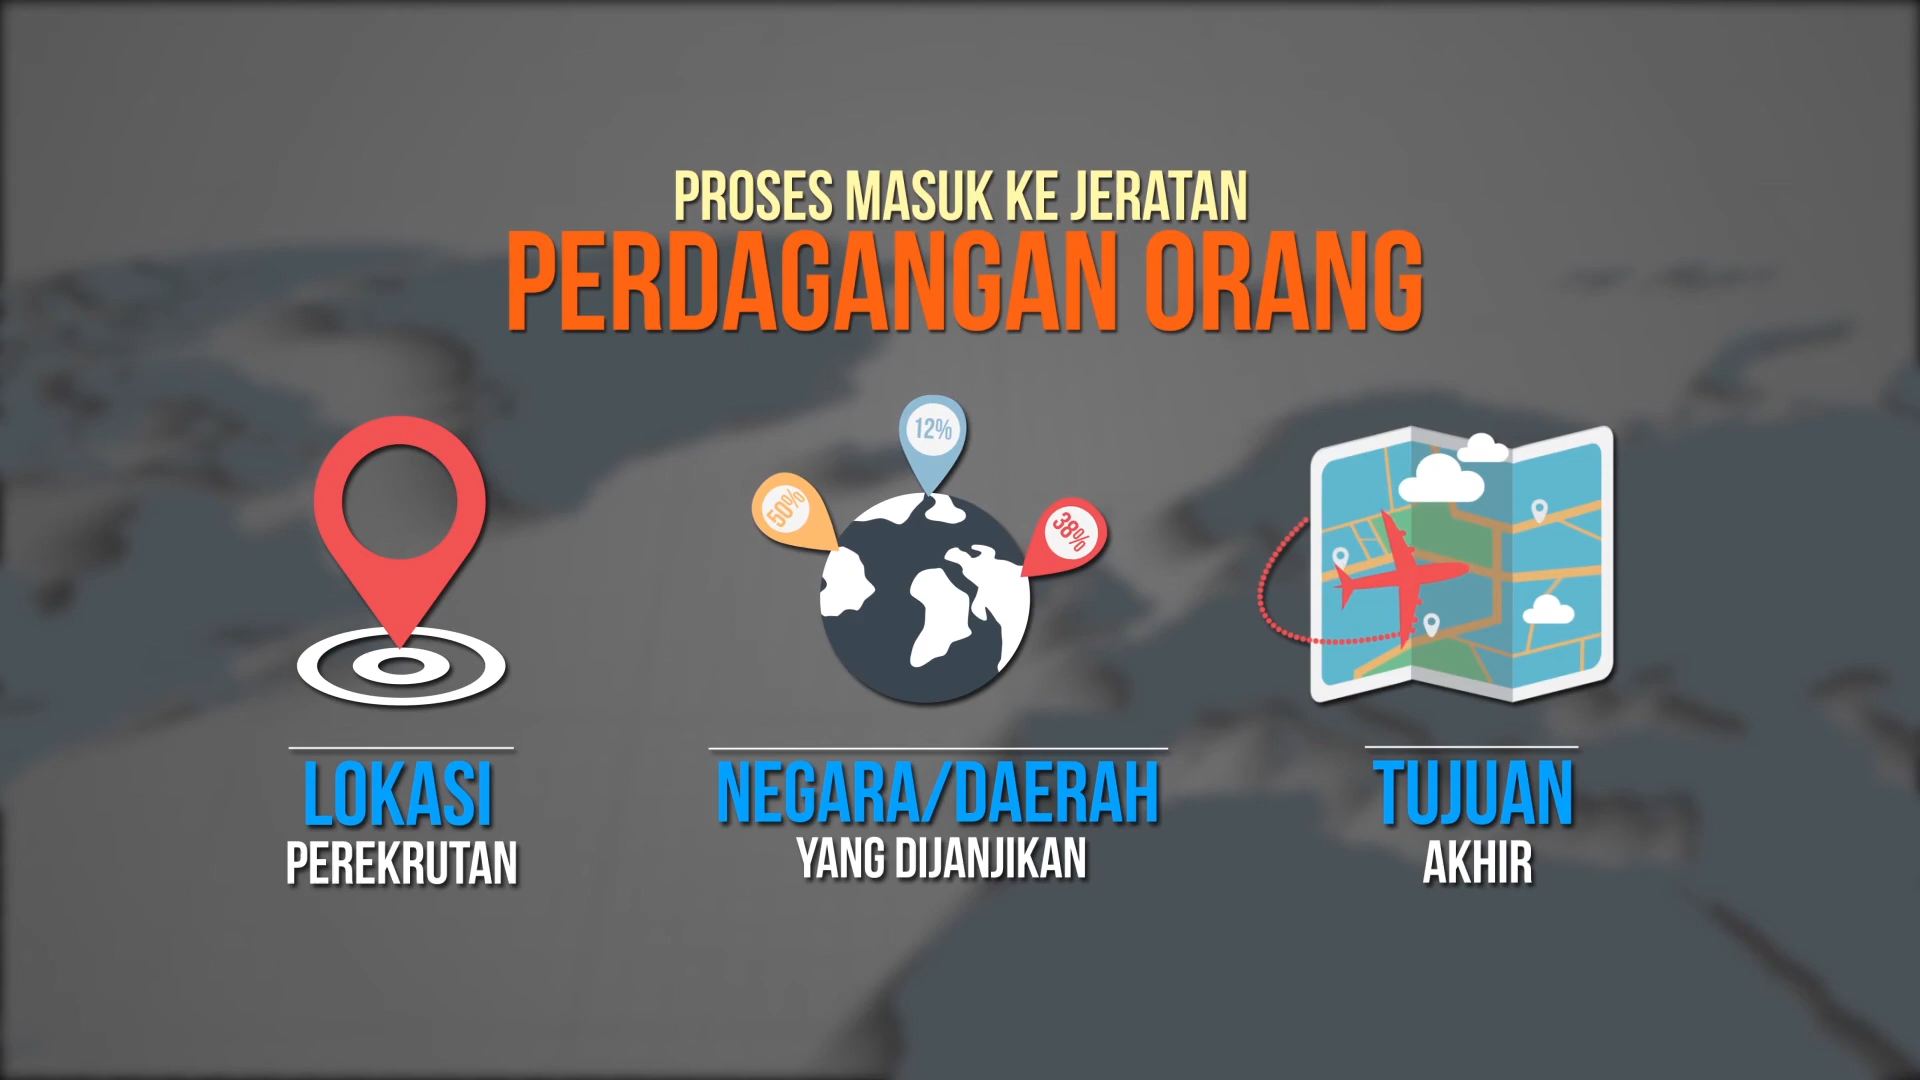 PROSES MASUK KE JERATAN
PERDAGANGAN ORANG
12%
50%
38%
LOKASI
PEREKRUTAN
NEGARA/DAERAH
YANG DIJANJIKAN
TUJUAN
AKHIR